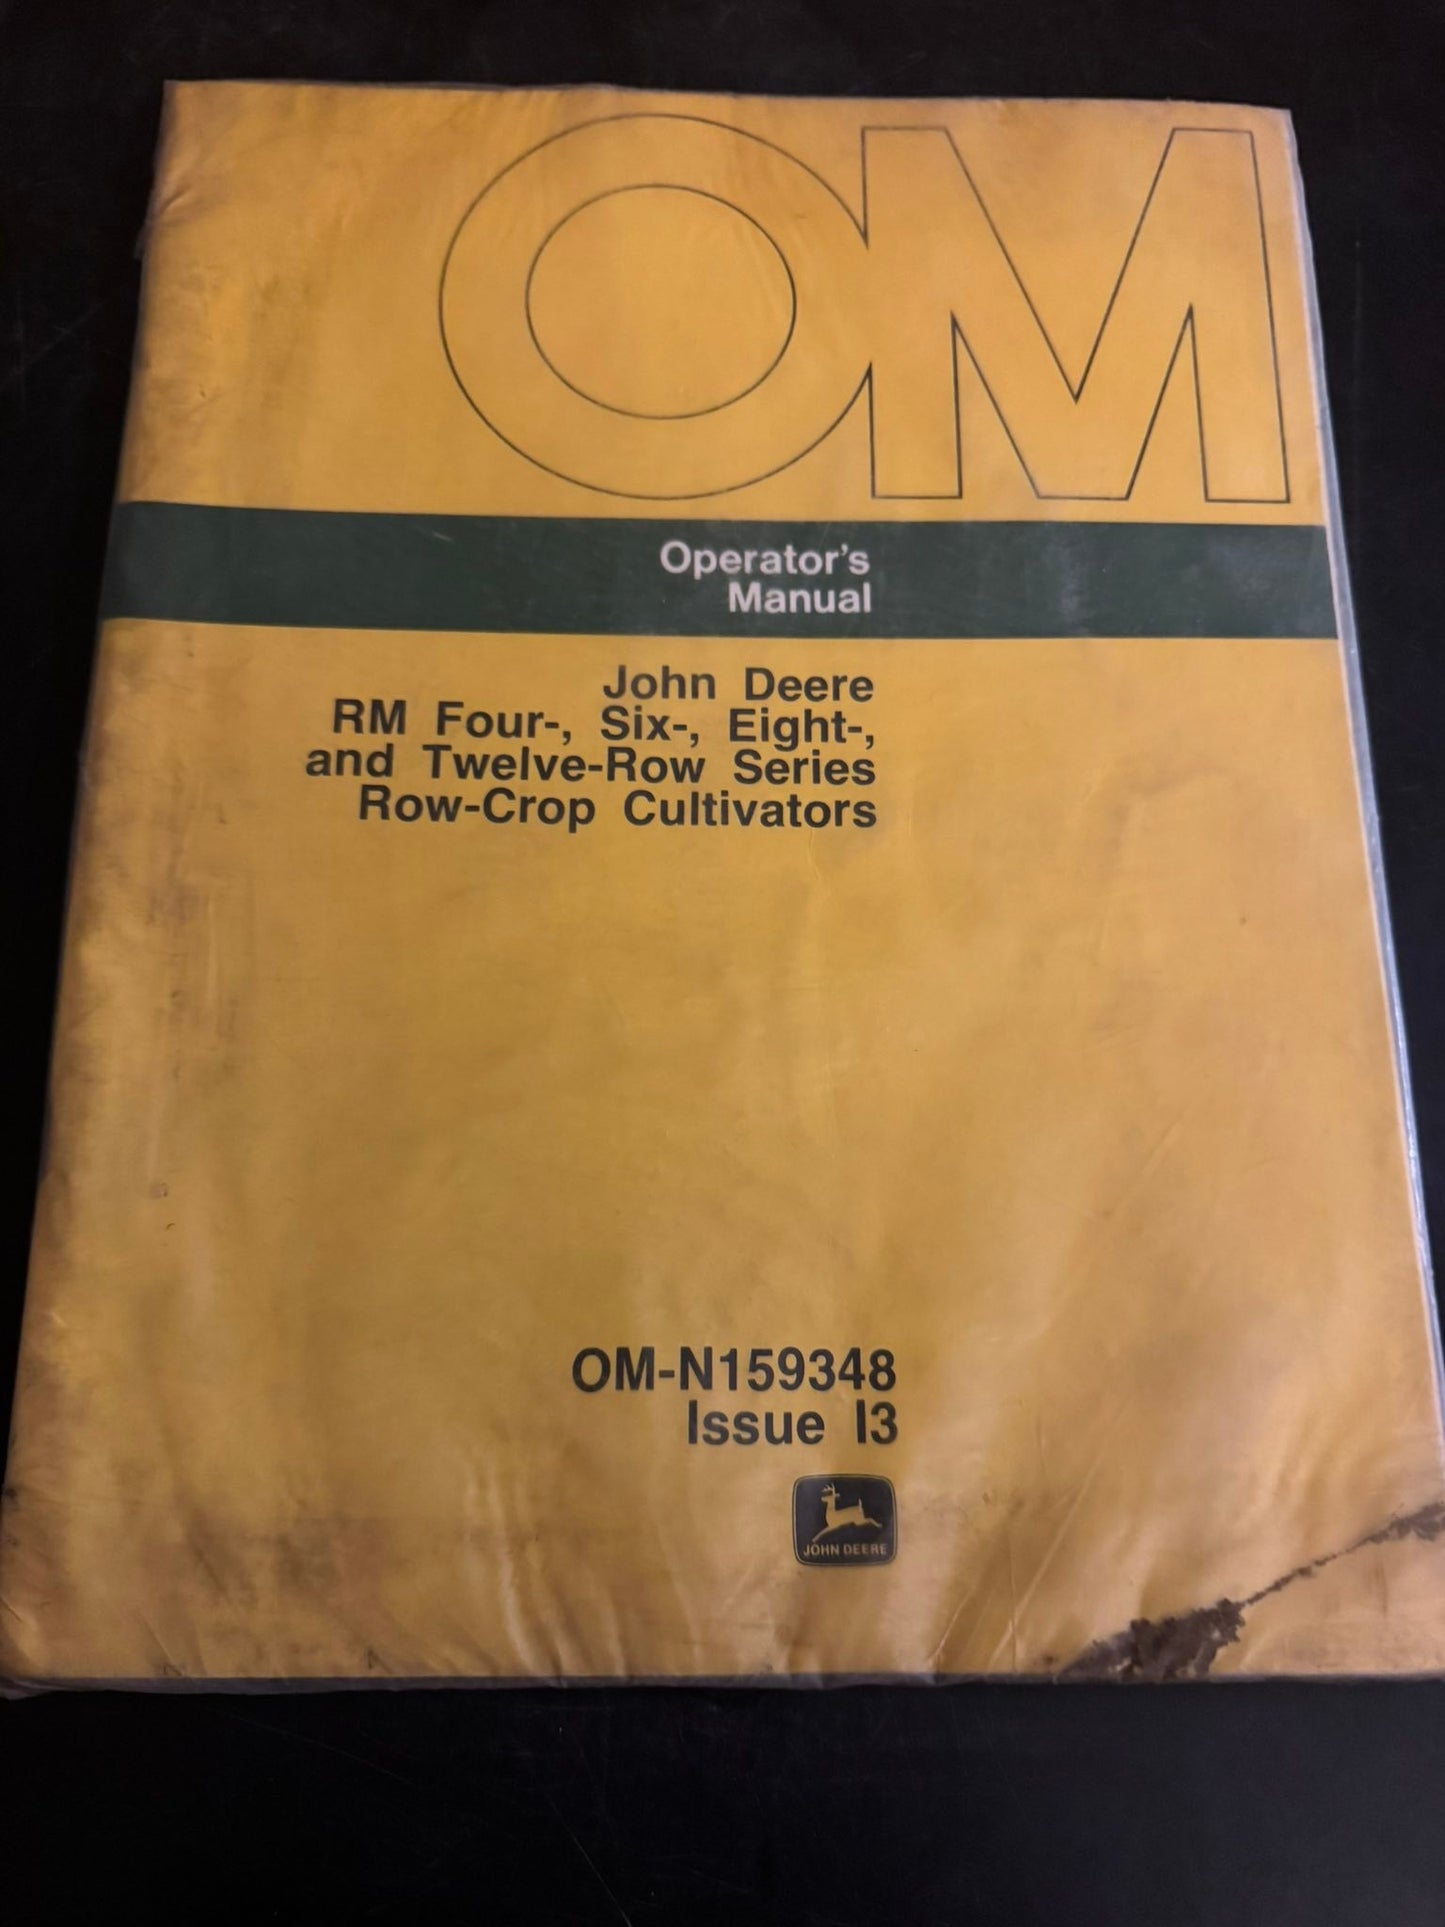 OM
Operator's
Manual
John Deere
RM Four-, Six-, Eight-,
and Twelve-Row Series
Row-Crop Cultivators
OM-N159348
Issue I3
JOHN DEERE